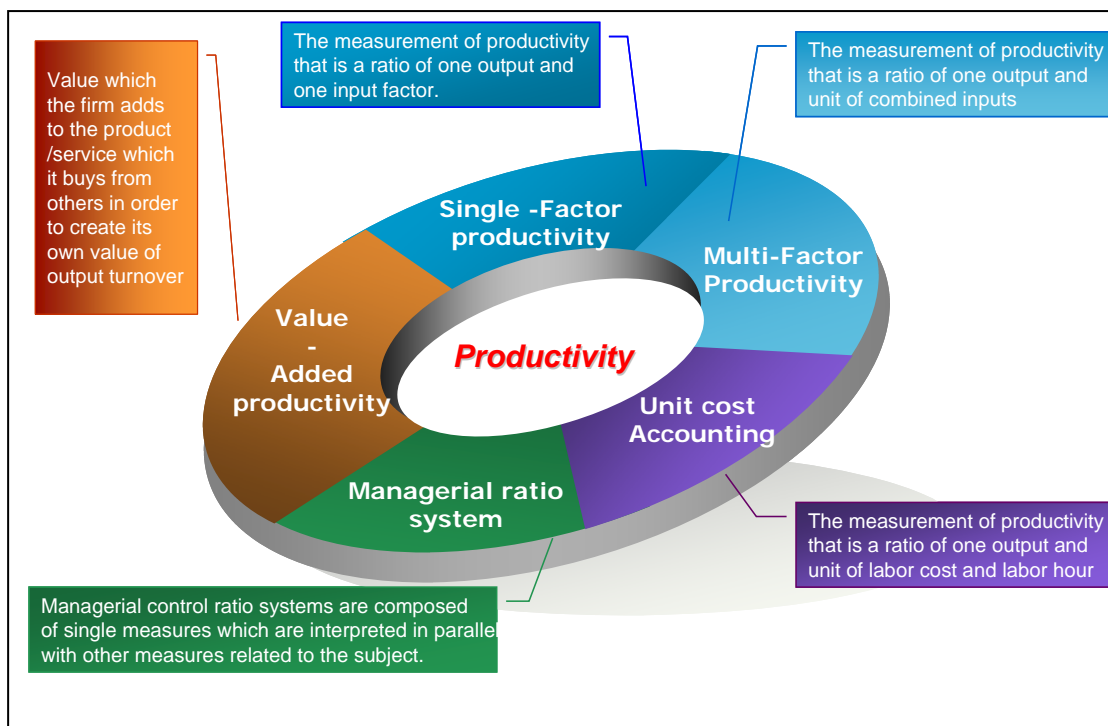 The measurement of productivity
that is a ratio of one output and
one input factor.
The measurement of productivity
that is a ratio of one output and
unit of combined inputs
Value which
the firm adds
to the product
/service which
it buys from
others in order
to create its
own value of
output turnover
Single -Factor
productivity
Multi-Factor
Productivity
Value
-
Added
productivity
Productivity
Unit cost
Accounting
Managerial ratio
system
The measurement of productivity
that is a ratio of one output and
unit of labor cost and labor hour
Managerial control ratio systems are composed
of single measures which are interpreted in parallel
with other measures related to the subject.